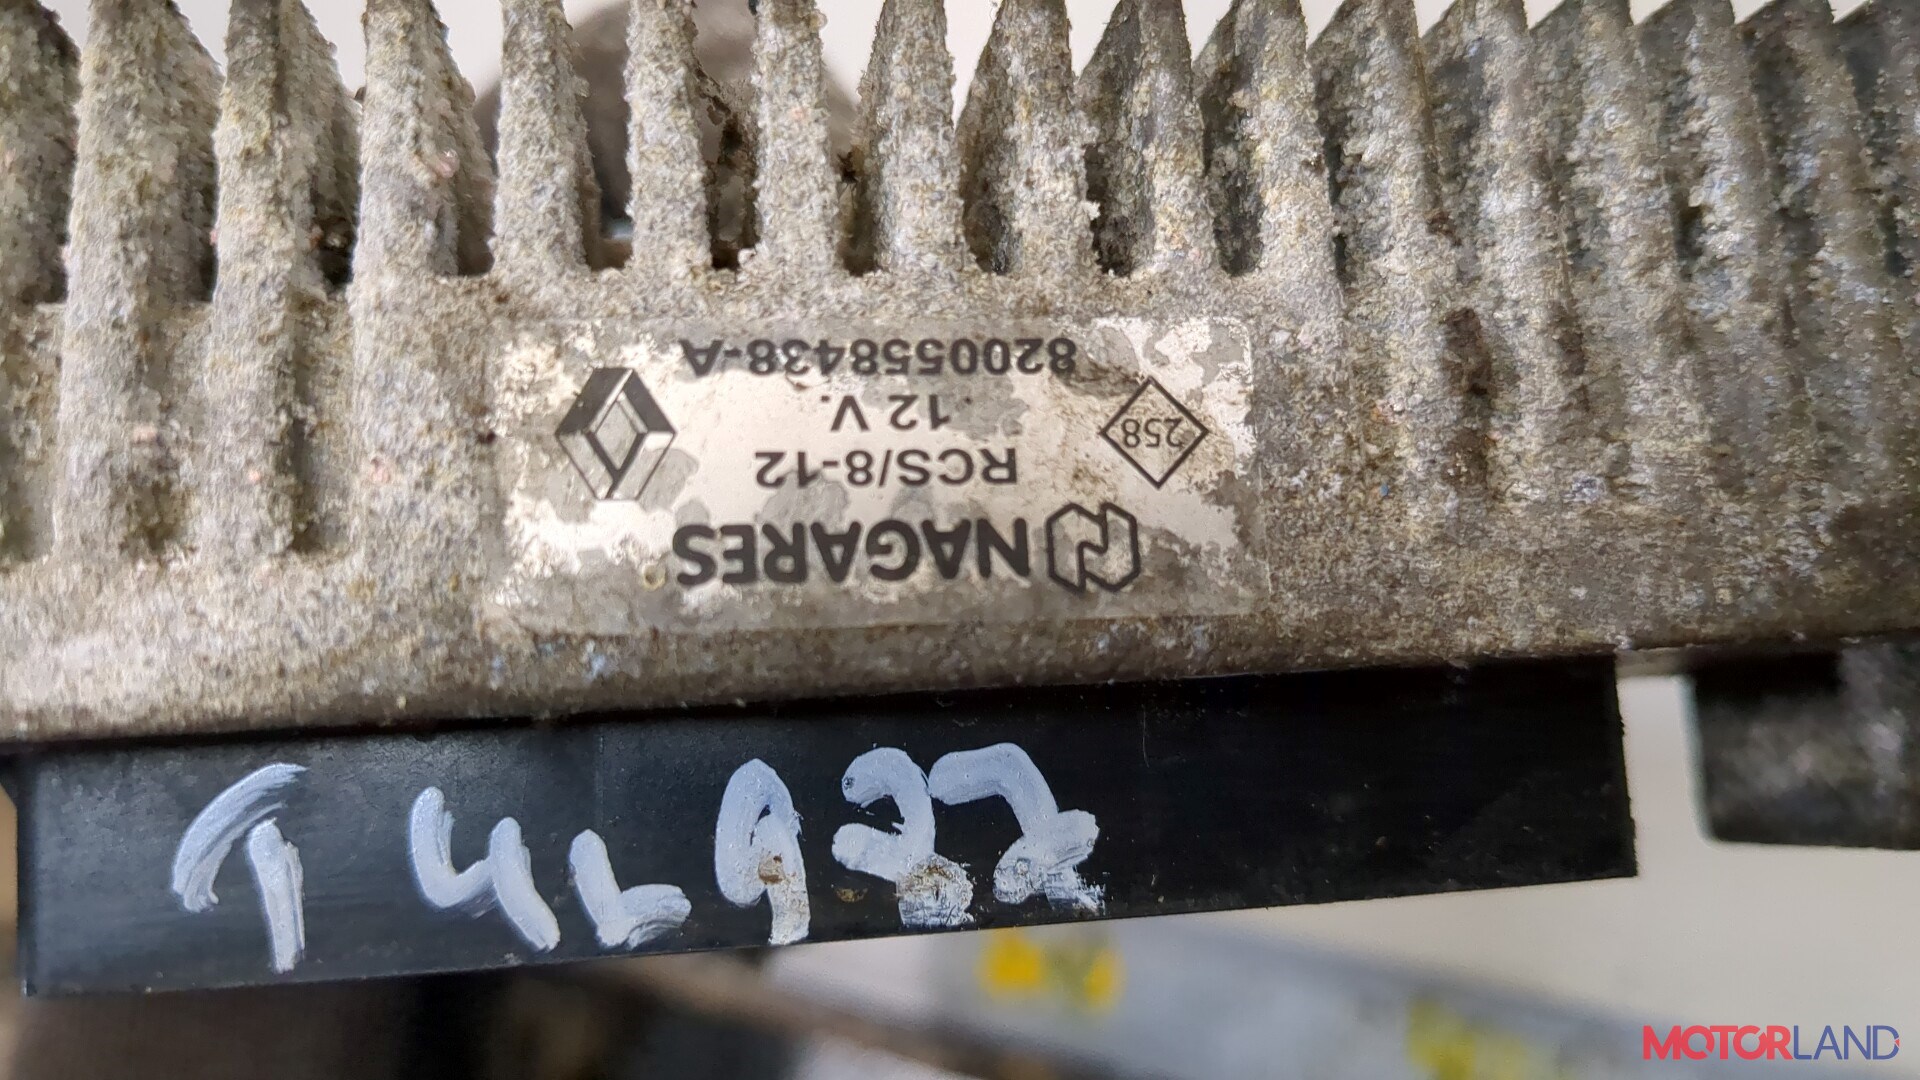 NAGARES
RCS/8-12
12 V.
258
8200558438-A
MOTORLAND